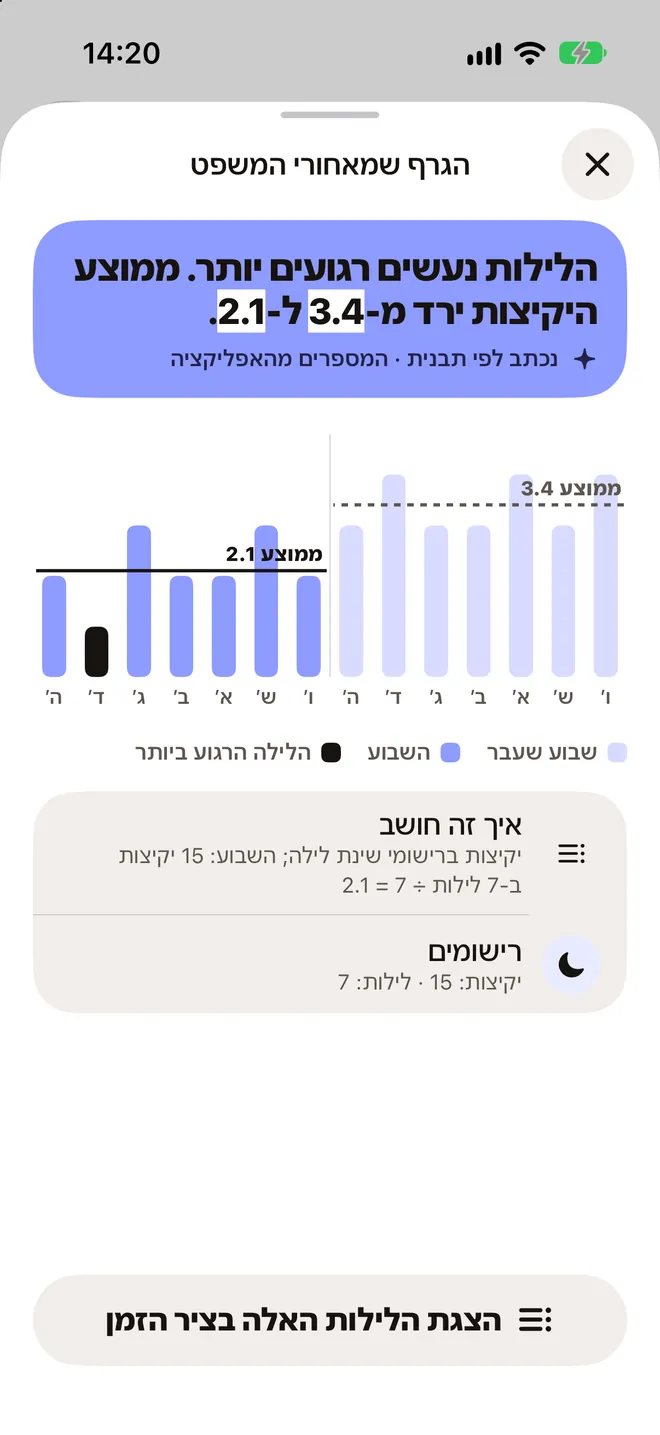 14:20
הגרף שמאחורי המשפט
הלילות נעשים רגועים יותר. ממוצע
היקיצות ירד מ-3.4 ל-2.1.
נכתב לפי תבנית · המספרים מהאפליקציה
ממוצע 3.4
ממוצע 2.1
ו׳ ש׳ א׳ ב׳ ג׳ ד׳ ה׳ ו׳ ש׳ א׳ ב׳ ג׳ ד׳ ה׳
שבוע שעבר השבוע הלילה הרגוע ביותר
איך זה חושב
יקיצות ברישומי שינת לילה; השבוע: 15 יקיצות
ב-7 לילות ÷ 7 = 2.1
רישומים
יקיצות: 15 · לילות: 7
הצגת הלילות האלה בציר הזמן